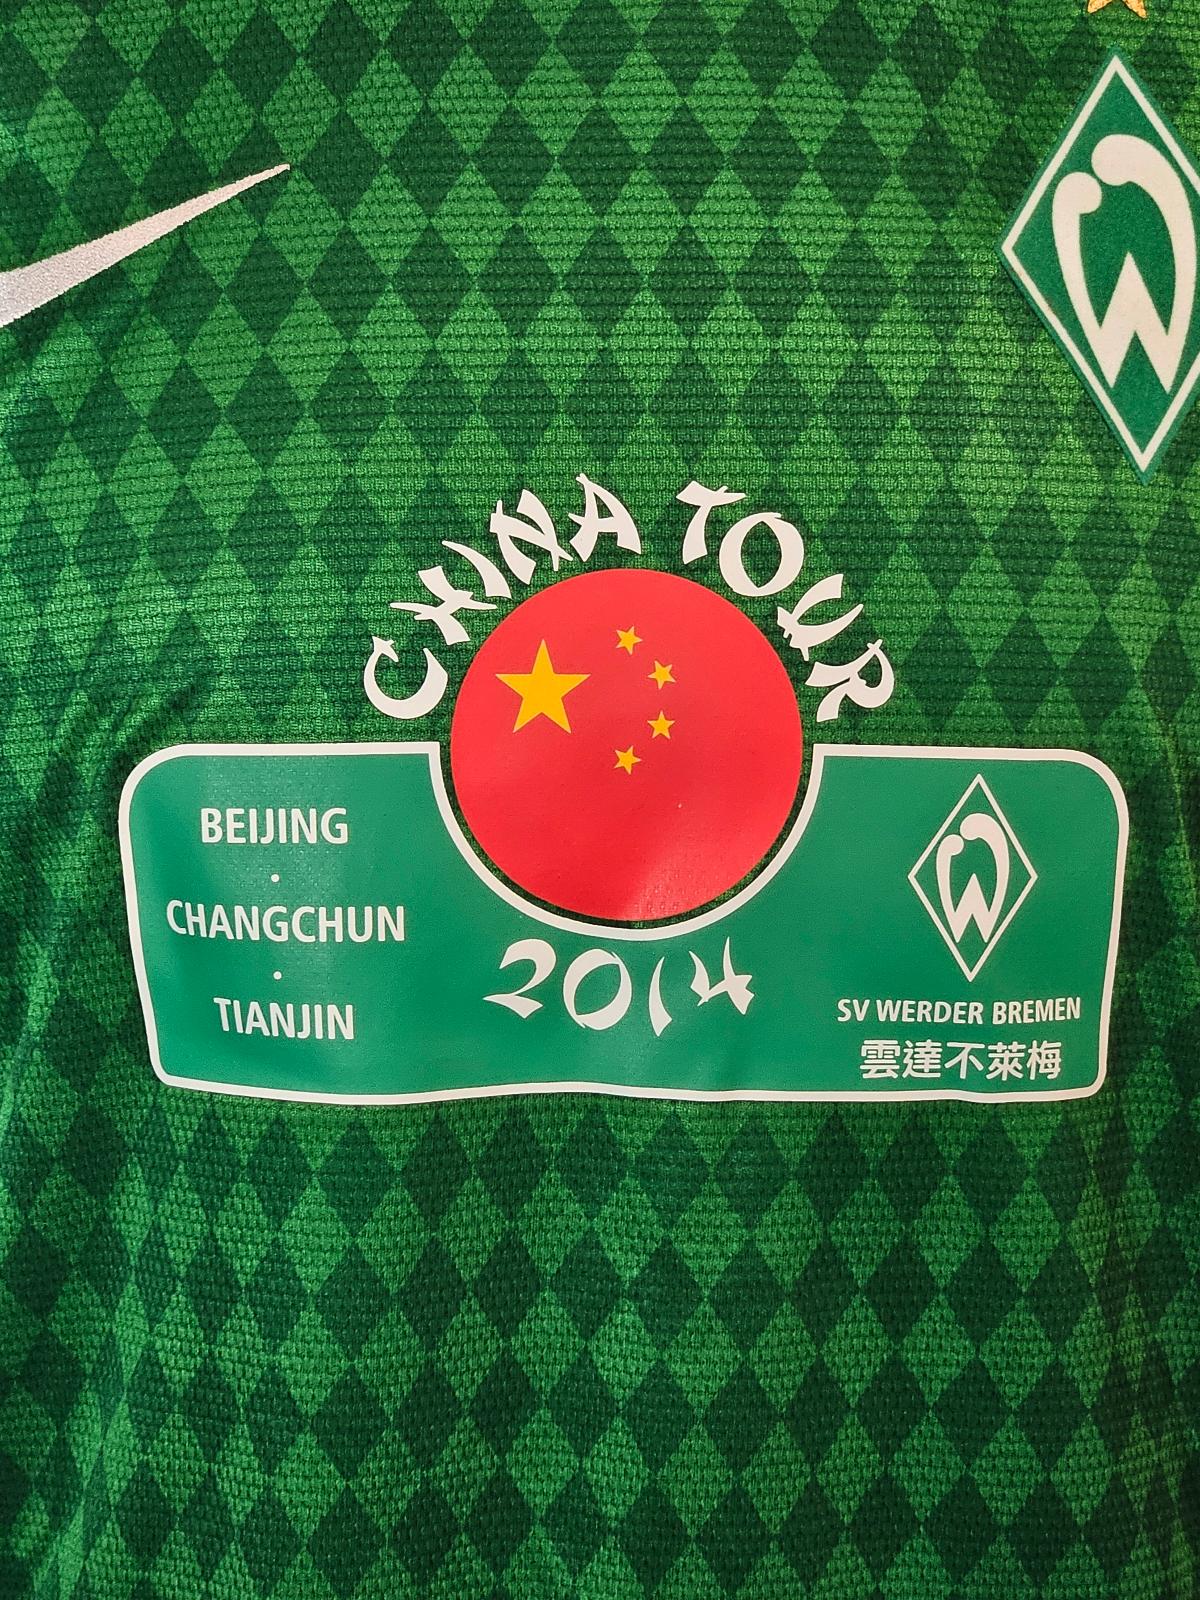 CHINA TOUR
BEIJING
·
CHANGCHUN
·
TIANJIN
2014
W
SV WERDER BREMEN
雲達不萊梅
W